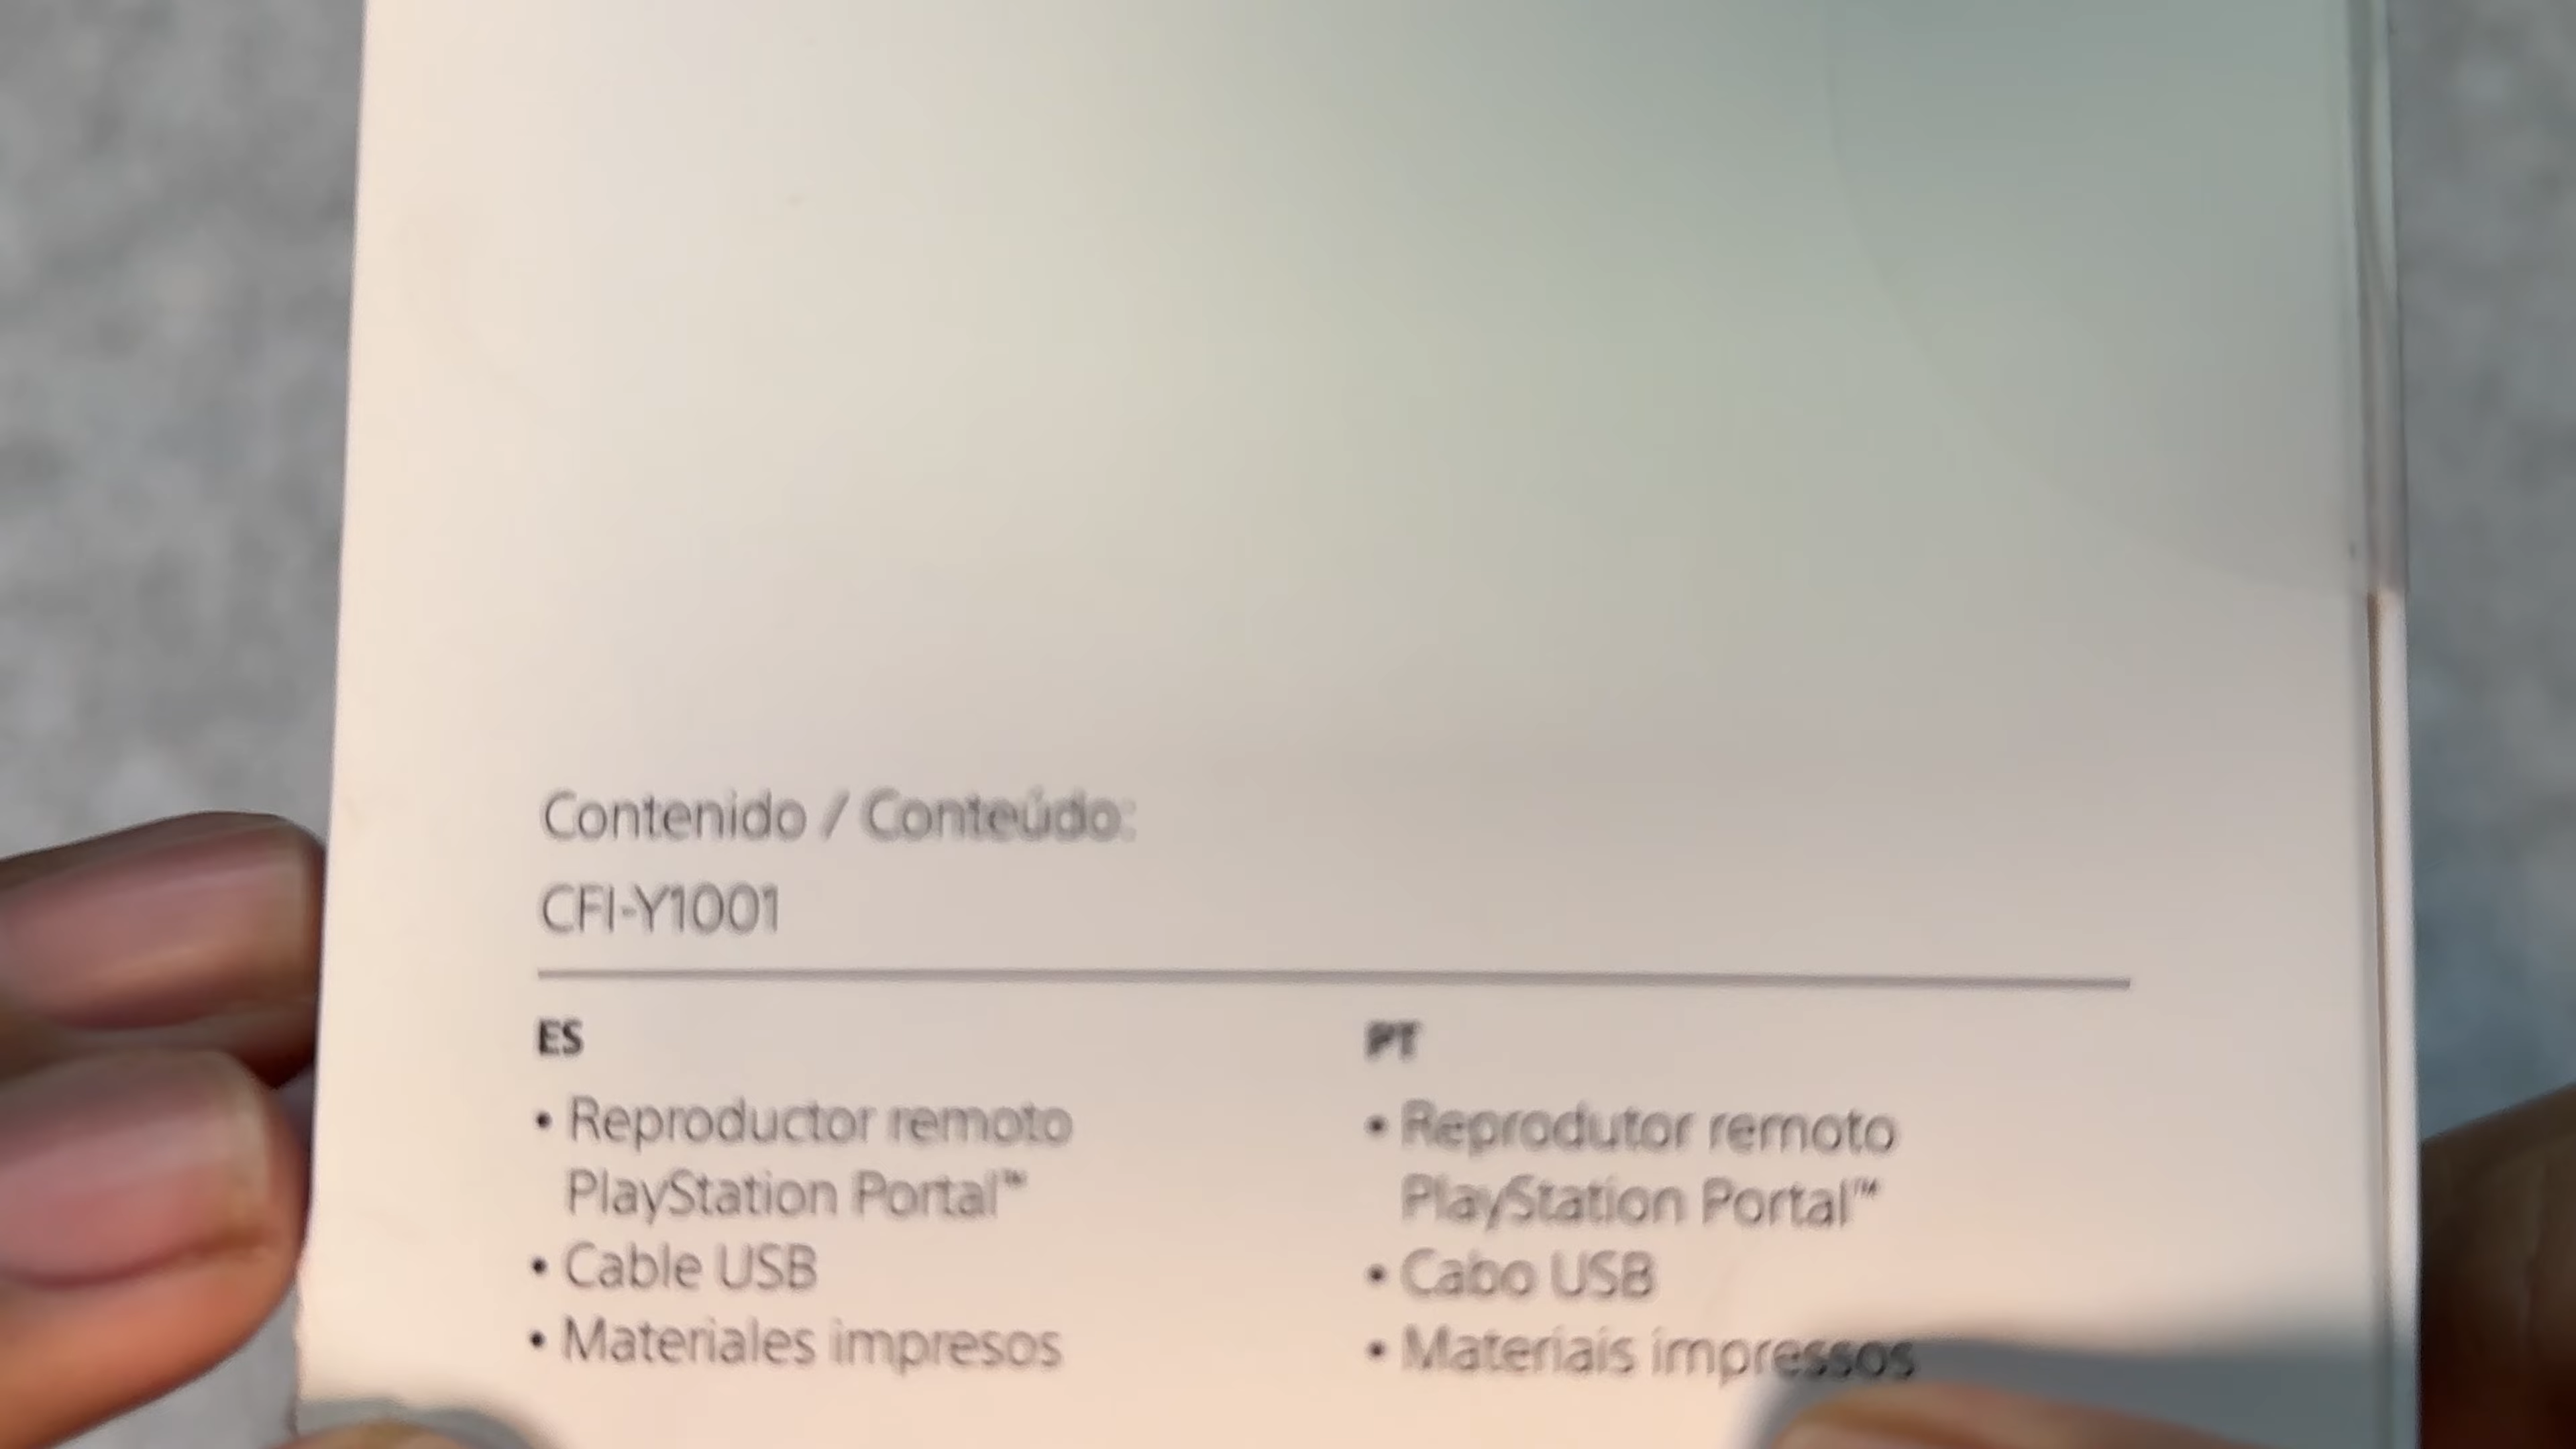 Contenido / Conteúdo:
CFI-Y1001
ES
• Reproductor remoto
PlayStation Portal™
• Cable USB
• Materiales impresos
PT
• Reprodutor remoto
PlayStation Portal™
• Cabo USB
• Materiais impressos